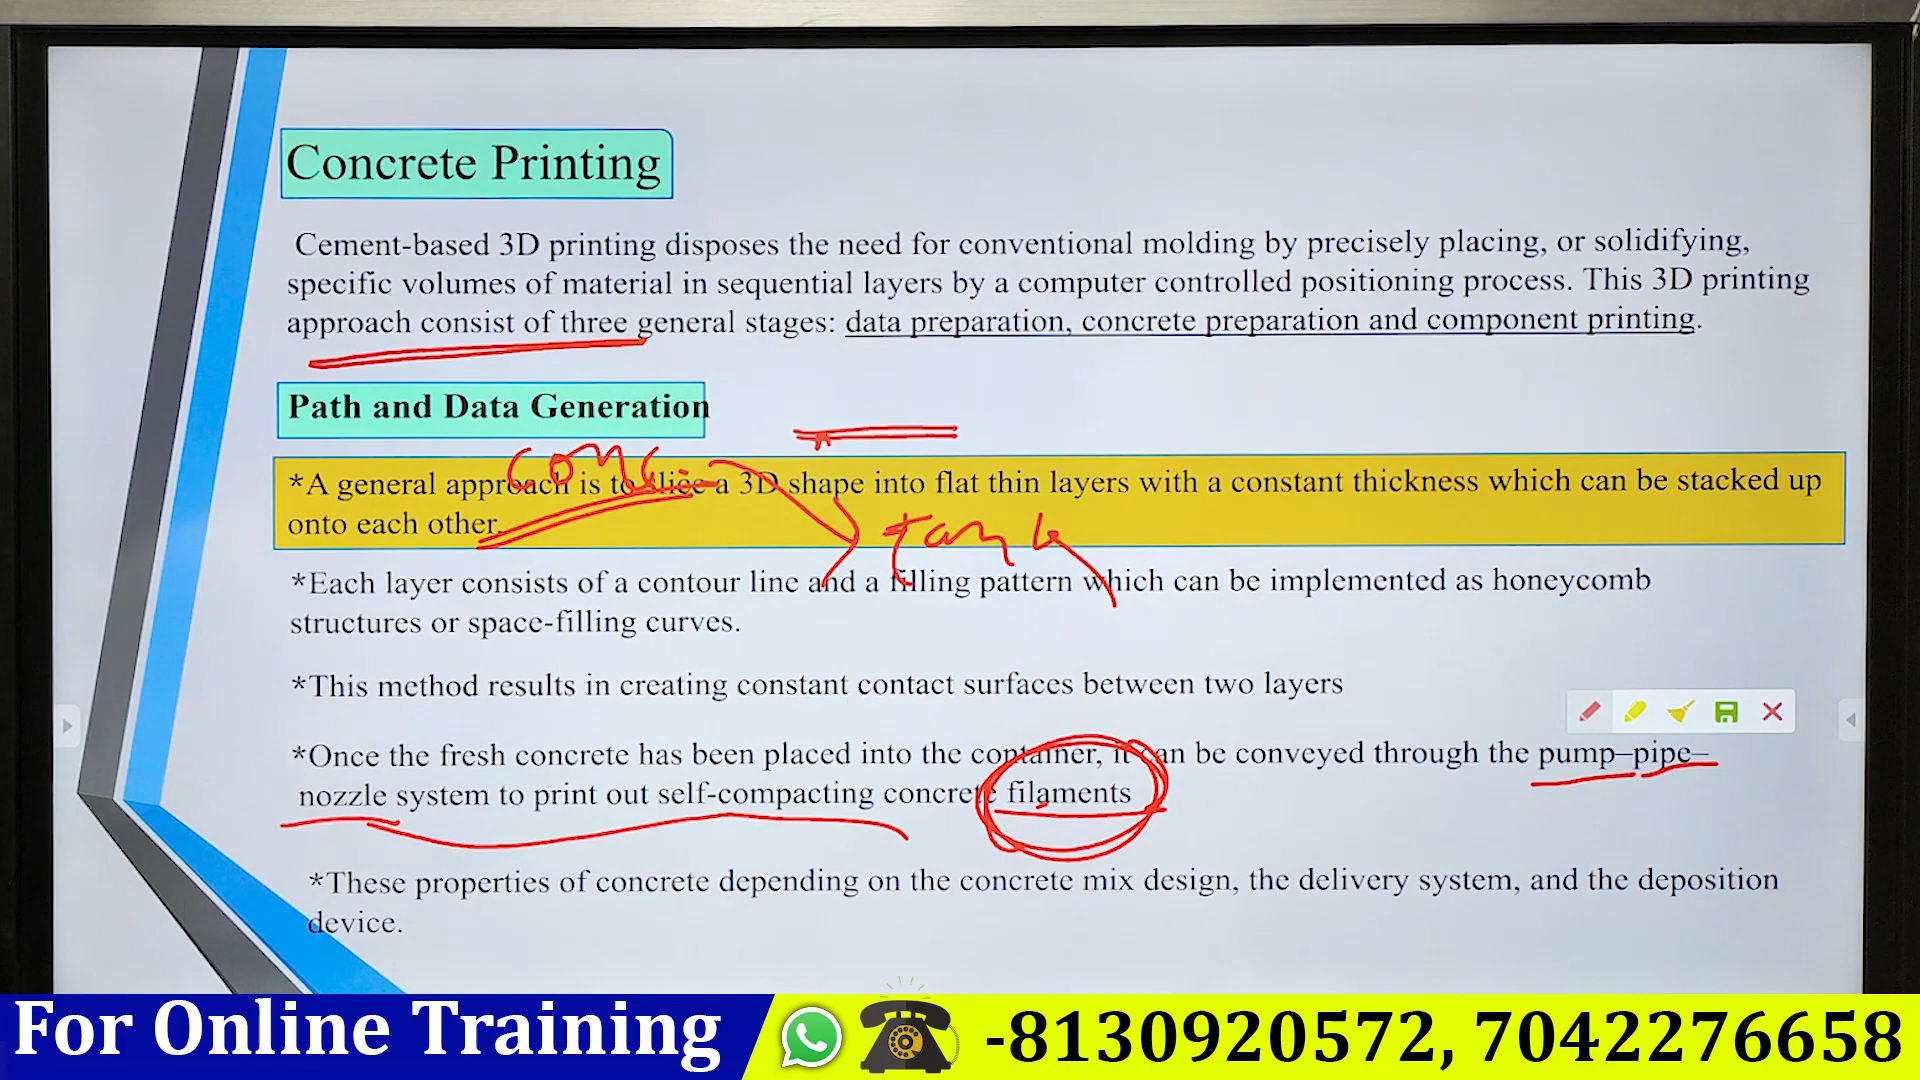 Concrete Printing
Cement-based 3D printing disposes the need for conventional molding by precisely placing, or solidifying,
specific volumes of material in sequential layers by a computer controlled positioning process. This 3D printing
approach consist of three general stages: data preparation, concrete preparation and component printing.
Path and Data Generation
conc
*A general approach is to slice a 3D shape into flat thin layers with a constant thickness which can be stacked up
onto each other.
tank
*Each layer consists of a contour line and a filling pattern which can be implemented as honeycomb
structures or space-filling curves.
*This method results in creating constant contact surfaces between two layers
*Once the fresh concrete has been placed into the container, it can be conveyed through the pump–pipe–
nozzle system to print out self-compacting concrete filaments
*These properties of concrete depending on the concrete mix design, the delivery system, and the deposition
device.
For Online Training -8130920572, 7042276658